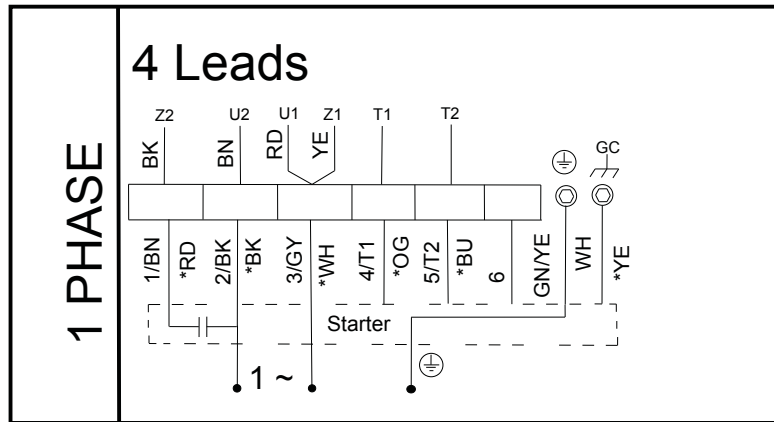 1 PHASE
4 Leads
Z2 U2 U1 Z1 T1 T2
GC
BK BN RD YE
1/BN *RD 2/BK *BK 3/GY *WH 4/T1 *OG 5/T2 *BU 6 GN/YE WH *YE
Starter
1 ~